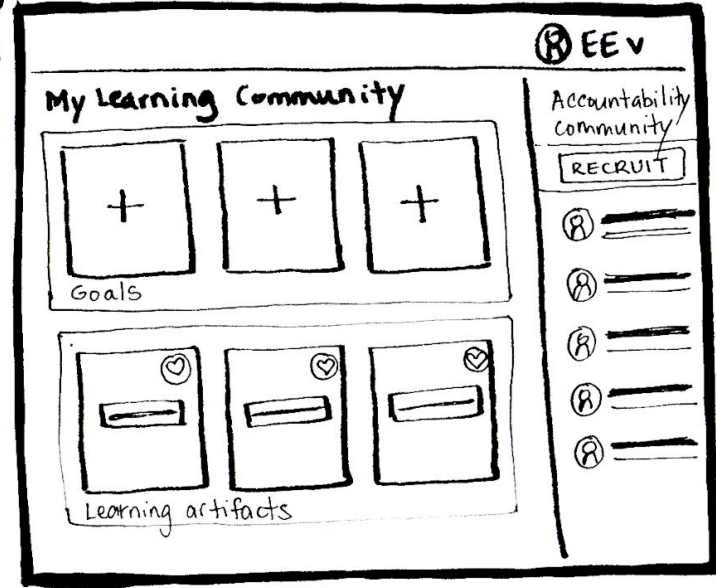 EE v
My Learning Community
Goals
Learning artifacts
Accountability
community
RECRUIT